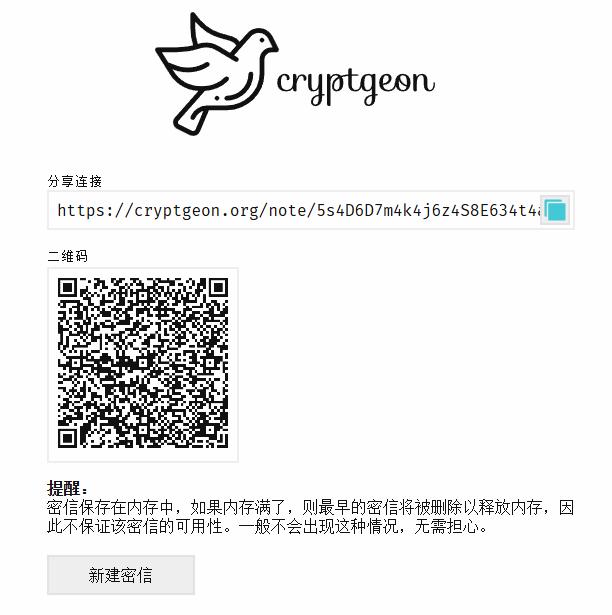 cryptgeon
分享连接
https://cryptgeon.org/note/5s4D6D7m4k4j6z4S8E634t4a
二维码
提醒：
密信保存在内存中，如果内存满了，则最早的密信将被删除以释放内存，因
此不保证该密信的可用性。一般不会出现这种情况，无需担心。
新建密信